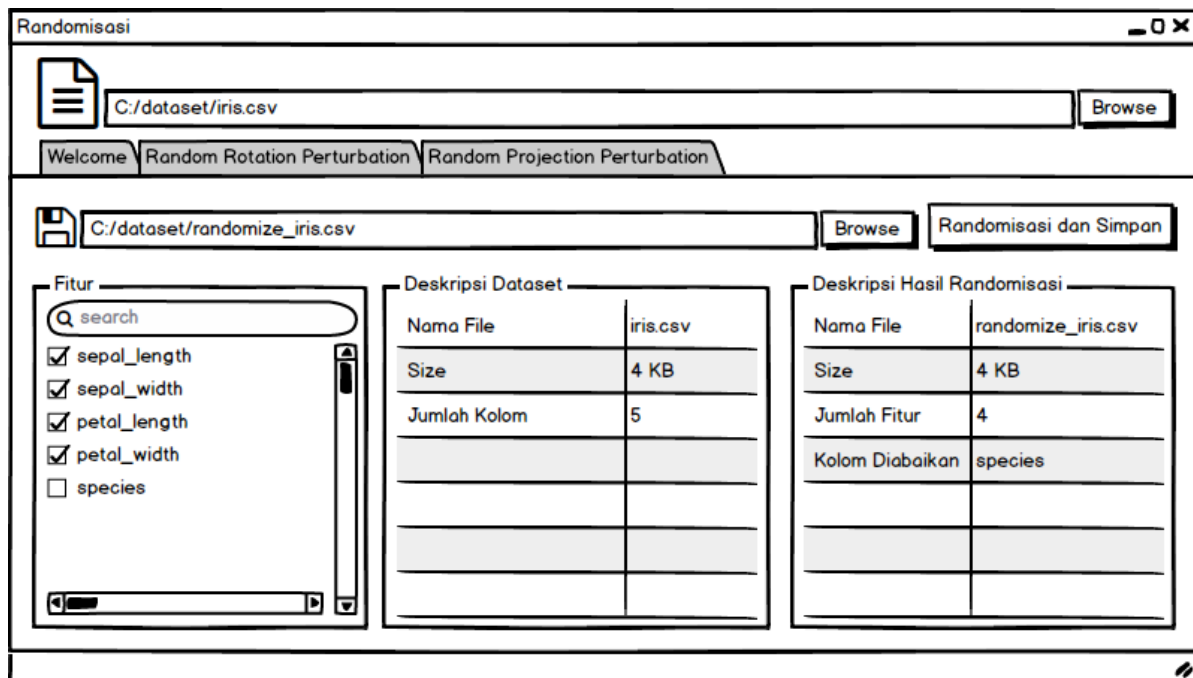 Randomisasi
C:/dataset/iris.csv Browse
Welcome Random Rotation Perturbation Random Projection Perturbation
C:/dataset/randomize_iris.csv Browse Randomisasi dan Simpan
Fitur
search
sepal_length
sepal_width
petal_length
petal_width
species
Deskripsi Dataset
Nama File iris.csv
Size 4 KB
Jumlah Kolom 5
Deskripsi Hasil Randomisasi
Nama File randomize_iris.csv
Size 4 KB
Jumlah Fitur 4
Kolom Diabaikan species